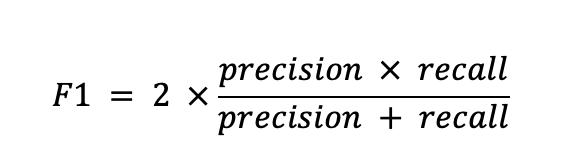 F1 = 2 × precision × recall / precision + recall